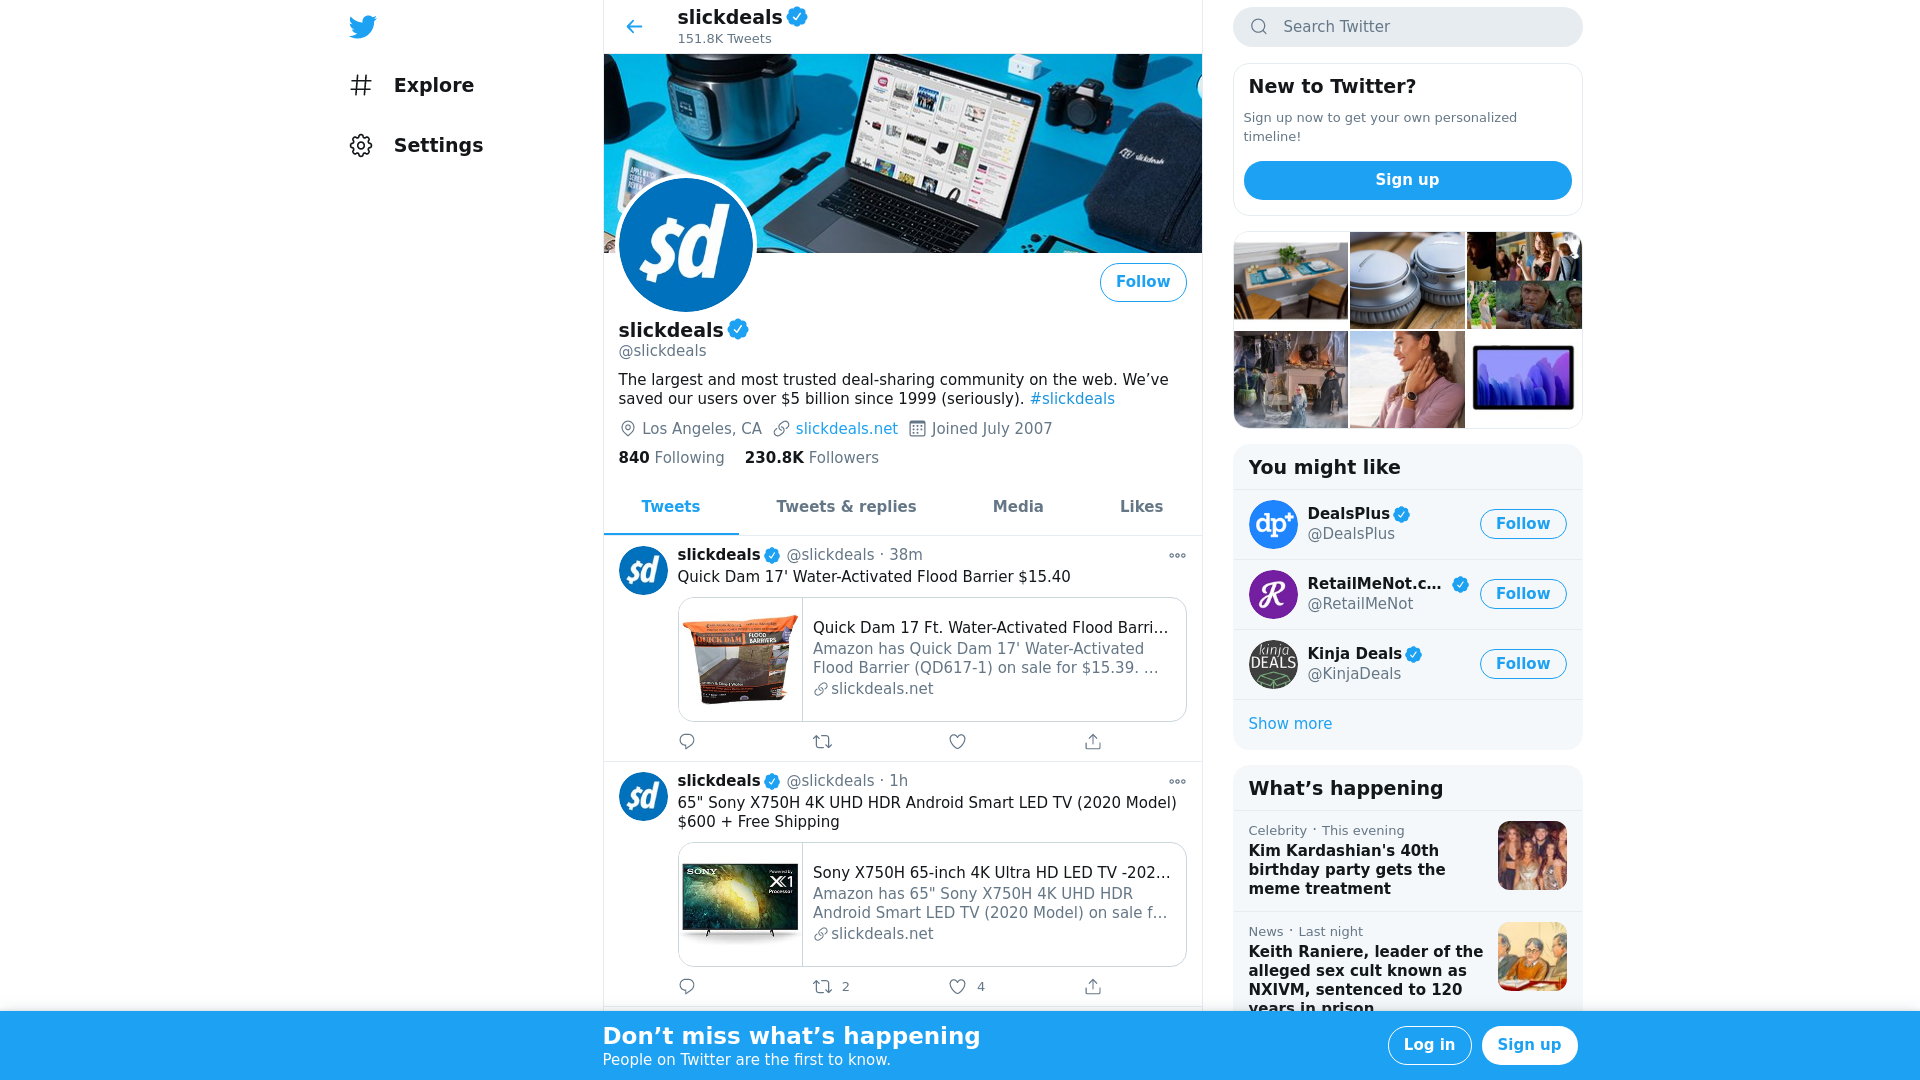 Explore
Settings
slickdeals
151.8K Tweets
slickdeals
$d
Follow
slickdeals
@slickdeals
The largest and most trusted deal-sharing community on the web. We’ve
saved our users over $5 billion since 1999 (seriously). #slickdeals
Los Angeles, CA slickdeals.net Joined July 2007
840 Following 230.8K Followers
Tweets Tweets & replies Media Likes
$d
slickdeals @slickdeals · 38m
Quick Dam 17' Water-Activated Flood Barrier $15.40
QUICK DAM FLOOD
BARRIERS
Quick Dam 17 Ft. Water-Activated Flood Barri…
Amazon has Quick Dam 17' Water-Activated
Flood Barrier (QD617-1) on sale for $15.39. …
slickdeals.net
$d
slickdeals @slickdeals · 1h
65" Sony X750H 4K UHD HDR Android Smart LED TV (2020 Model)
$600 + Free Shipping
SONY
X1
Processor
Sony X750H 65-inch 4K Ultra HD LED TV -202…
Amazon has 65" Sony X750H 4K UHD HDR
Android Smart LED TV (2020 Model) on sale f…
slickdeals.net
2 4
Search Twitter
New to Twitter?
Sign up now to get your own personalized
timeline!
Sign up
You might like
dp+
DealsPlus
@DealsPlus
Follow
R
RetailMeNot.c…
@RetailMeNot
Follow
kinja
DEALS
Kinja Deals
@KinjaDeals
Follow
Show more
What’s happening
Celebrity · This evening
Kim Kardashian's 40th
birthday party gets the
meme treatment
News · Last night
Keith Raniere, leader of the
alleged sex cult known as
NXIVM, sentenced to 120
years in prison
Don’t miss what’s happening
People on Twitter are the first to know.
Log in
Sign up